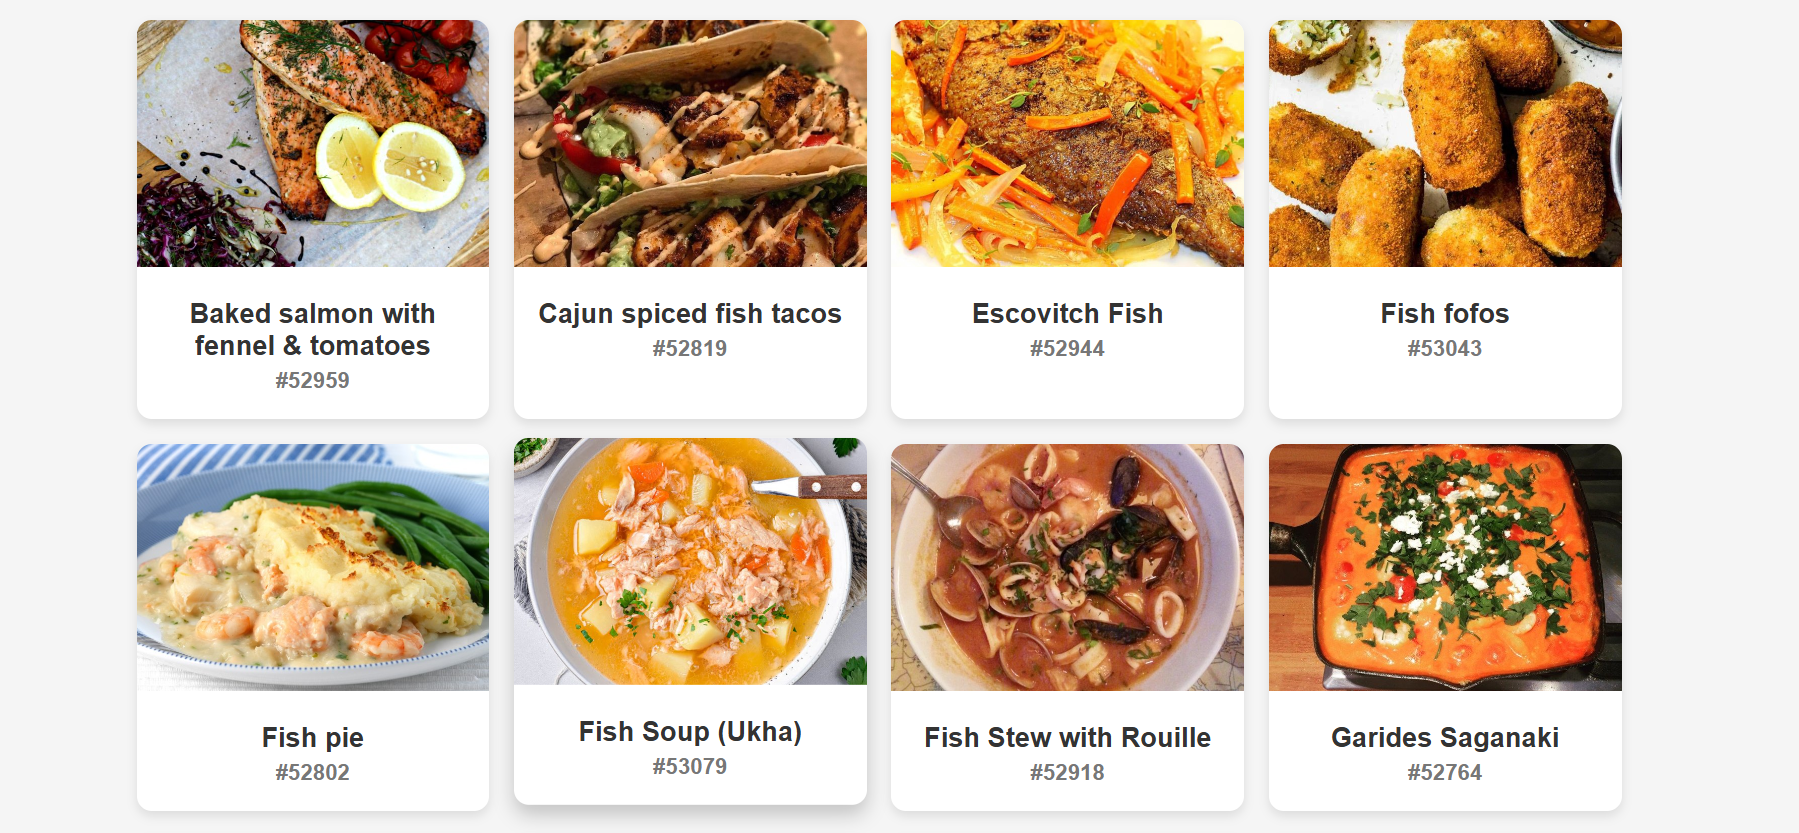 Baked salmon with
fennel & tomatoes
#52959
Cajun spiced fish tacos
#52819
Escovitch Fish
#52944
Fish fofos
#53043
Fish pie
#52802
Fish Soup (Ukha)
#53079
Fish Stew with Rouille
#52918
Garides Saganaki
#52764